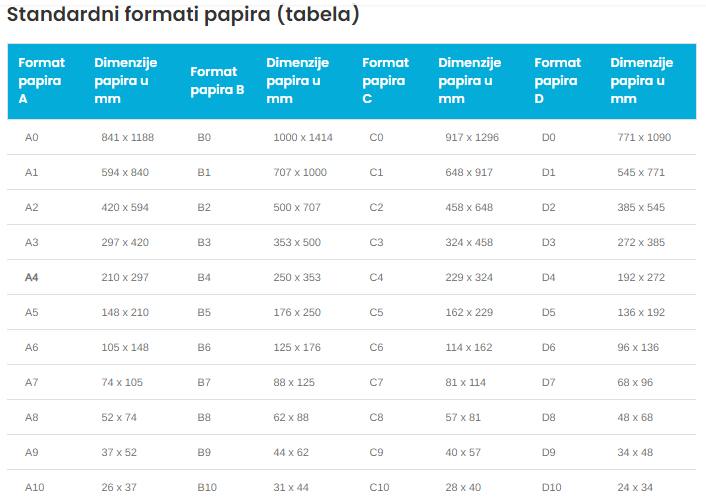 Standardni formati papira (tabela)
Format papira A Dimenzije papira u mm Format papira B Dimenzije papira u mm Format papira C Dimenzije papira u mm Format papira D Dimenzije papira u mm
A0 841 x 1188 B0 1000 x 1414 C0 917 x 1296 D0 771 x 1090
A1 594 x 840 B1 707 x 1000 C1 648 x 917 D1 545 x 771
A2 420 x 594 B2 500 x 707 C2 458 x 648 D2 385 x 545
A3 297 x 420 B3 353 x 500 C3 324 x 458 D3 272 x 385
A4 210 x 297 B4 250 x 353 C4 229 x 324 D4 192 x 272
A5 148 x 210 B5 176 x 250 C5 162 x 229 D5 136 x 192
A6 105 x 148 B6 125 x 176 C6 114 x 162 D6 96 x 136
A7 74 x 105 B7 88 x 125 C7 81 x 114 D7 68 x 96
A8 52 x 74 B8 62 x 88 C8 57 x 81 D8 48 x 68
A9 37 x 52 B9 44 x 62 C9 40 x 57 D9 34 x 48
A10 26 x 37 B10 31 x 44 C10 28 x 40 D10 24 x 34